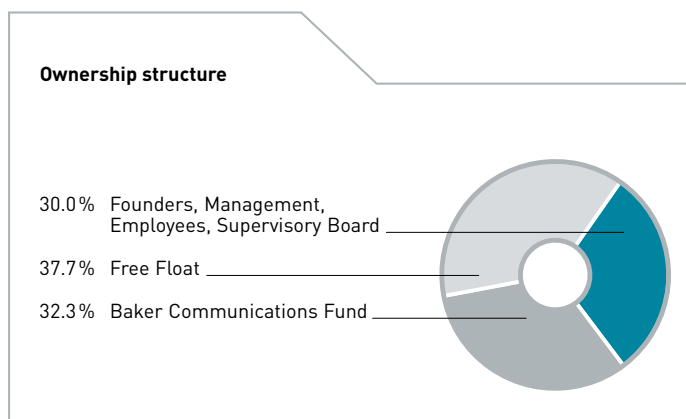 Ownership structure
30.0% Founders, Management,
Employees, Supervisory Board
37.7% Free Float
32.3% Baker Communications Fund